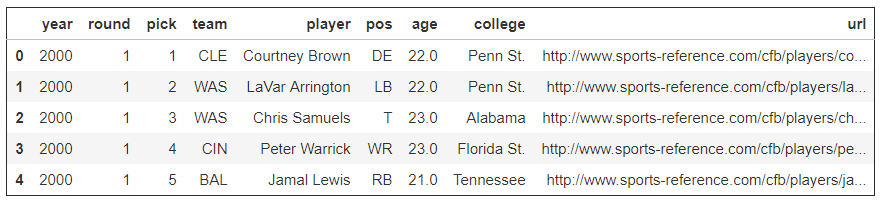 year round pick team player pos age college url
0 2000 1 1 CLE Courtney Brown DE 22.0 Penn St. http://www.sports-reference.com/cfb/players/co...
1 2000 1 2 WAS LaVar Arrington LB 22.0 Penn St. http://www.sports-reference.com/cfb/players/la...
2 2000 1 3 WAS Chris Samuels T 23.0 Alabama http://www.sports-reference.com/cfb/players/ch...
3 2000 1 4 CIN Peter Warrick WR 23.0 Florida St. http://www.sports-reference.com/cfb/players/pe...
4 2000 1 5 BAL Jamal Lewis RB 21.0 Tennessee http://www.sports-reference.com/cfb/players/ja...